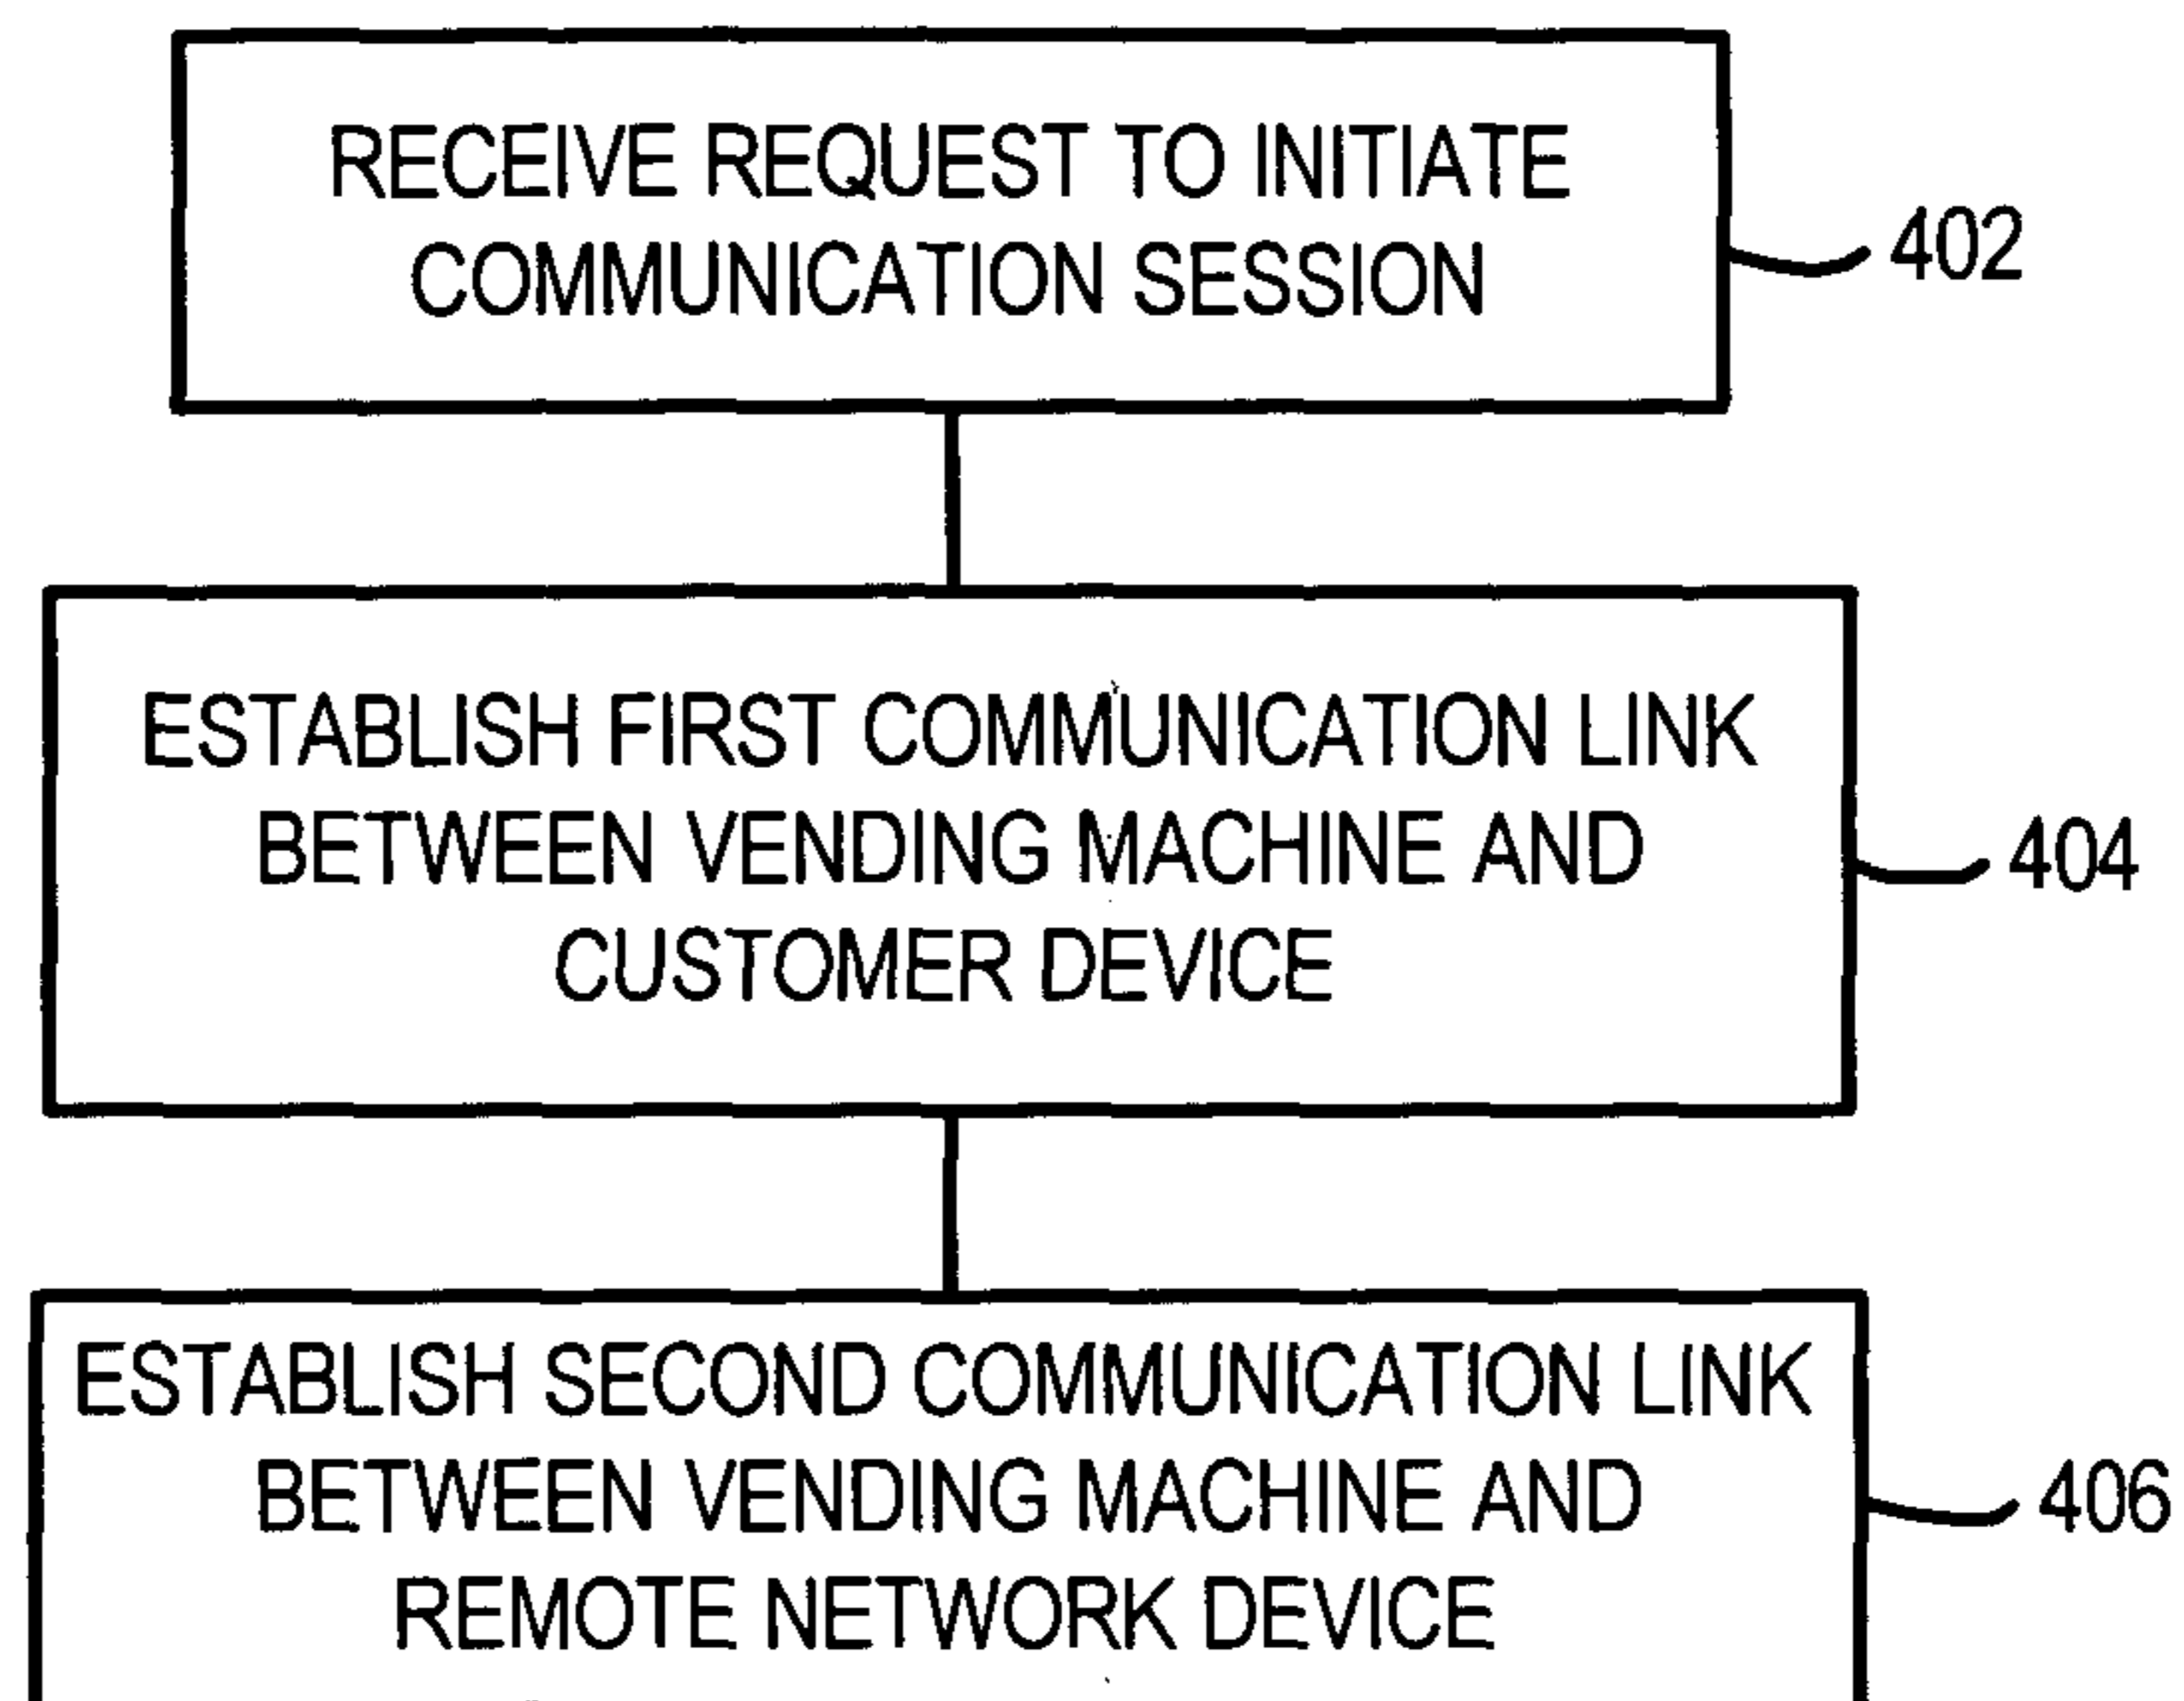 RECEIVE REQUEST TO INITIATE
COMMUNICATION SESSION
402
ESTABLISH FIRST COMMUNICATION LINK
BETWEEN VENDING MACHINE AND
CUSTOMER DEVICE
404
ESTABLISH SECOND COMMUNICATION LINK
BETWEEN VENDING MACHINE AND
REMOTE NETWORK DEVICE
406